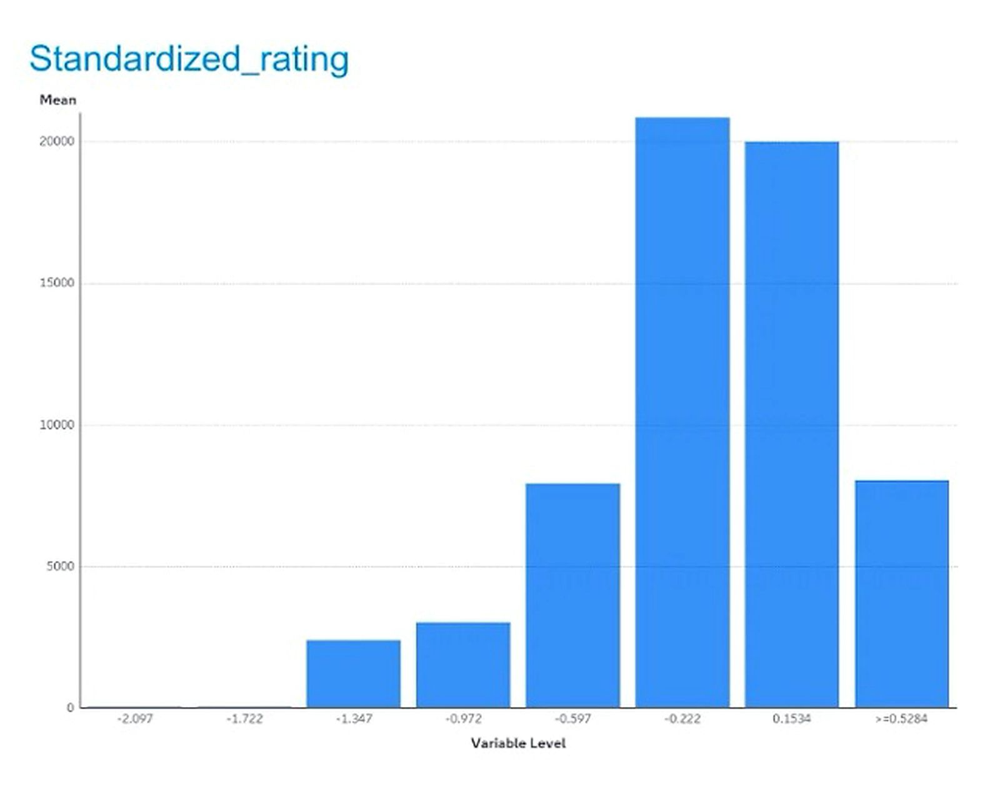 Standardized_rating
Mean
20000
15000
10000
5000
0
-2.097 -1.722 -1.347 -0.972 -0.597 -0.222 0.1534 >=0.5284
Variable Level